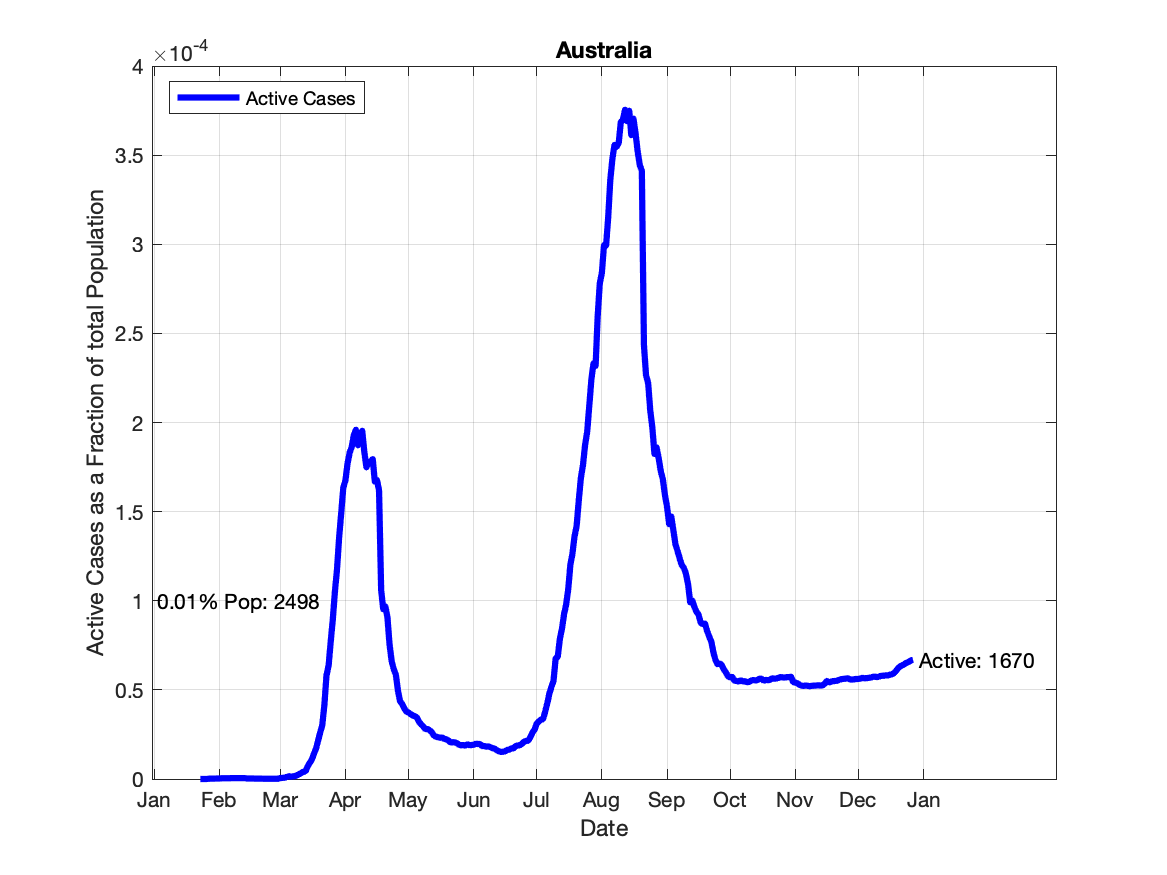 Australia
×10⁻⁴
Active Cases
4
3.5
3
2.5
2
1.5
1
0.5
0
Active Cases as a Fraction of total Population
0.01% Pop: 2498
Active: 1670
Jan Feb Mar Apr May Jun Jul Aug Sep Oct Nov Dec Jan
Date